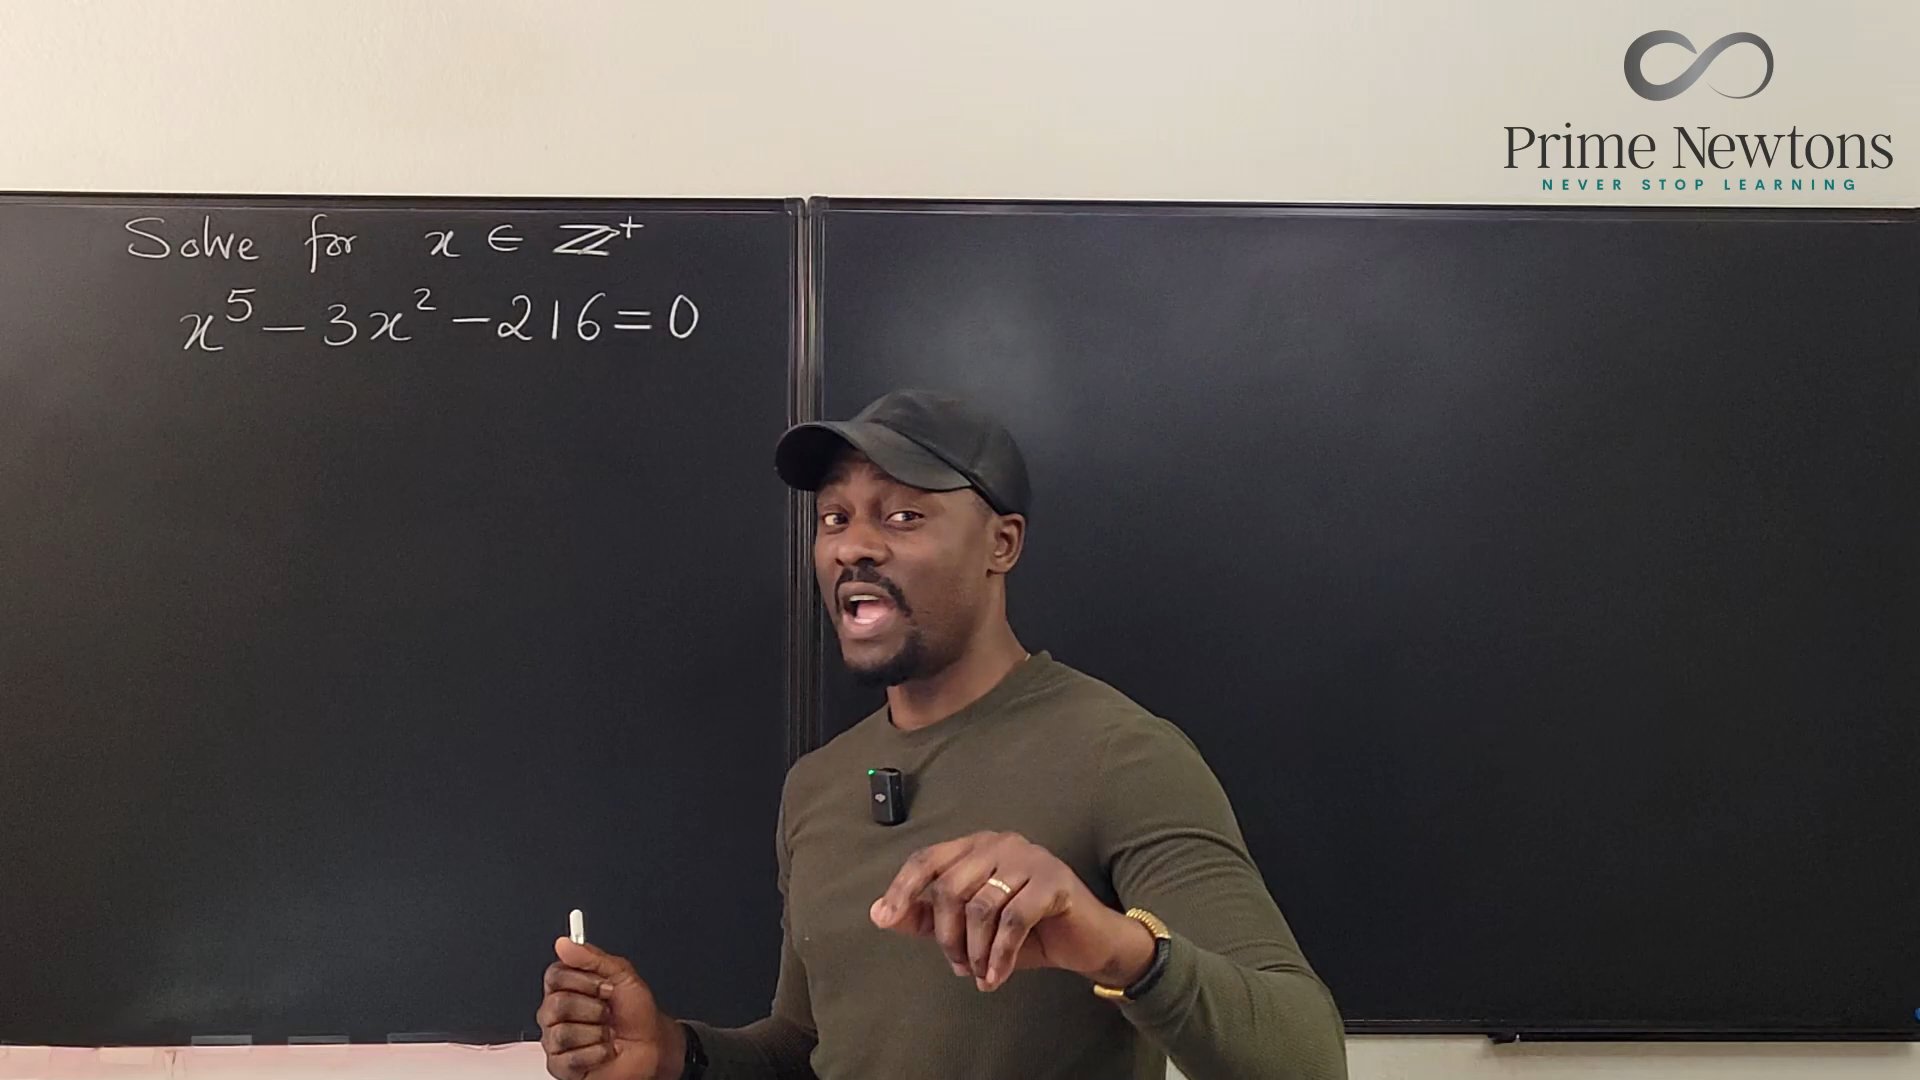 Prime Newtons
NEVER STOP LEARNING
Solve for x ∈ ℤ⁺
x⁵ − 3x² − 216 = 0